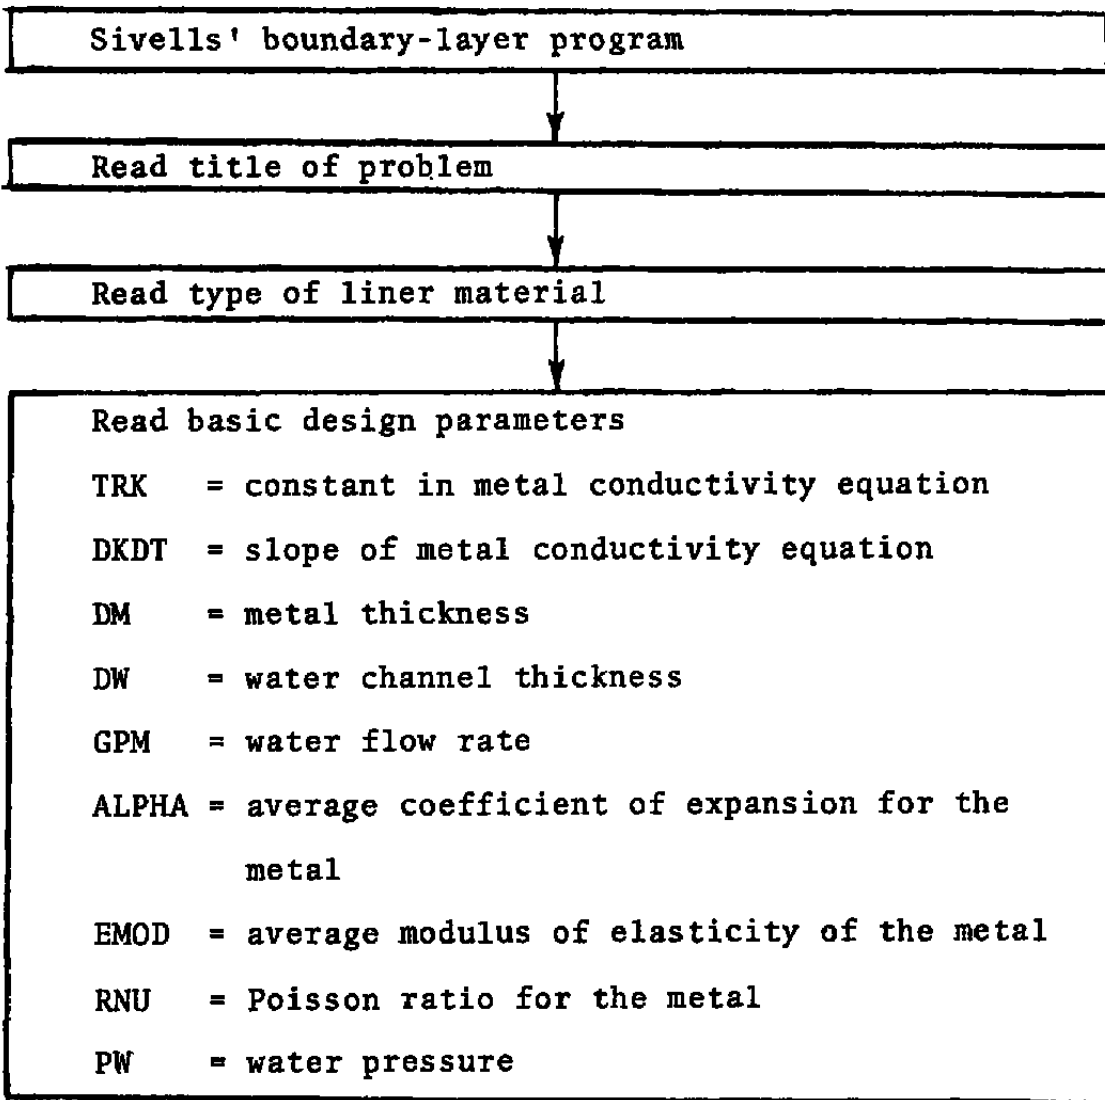 Sivells' boundary-layer program
Read title of problem
Read type of liner material
Read basic design parameters
TRK = constant in metal conductivity equation
DKDT = slope of metal conductivity equation
DM = metal thickness
DW = water channel thickness
GPM = water flow rate
ALPHA = average coefficient of expansion for the
metal
EMOD = average modulus of elasticity of the metal
RNU = Poisson ratio for the metal
PW = water pressure